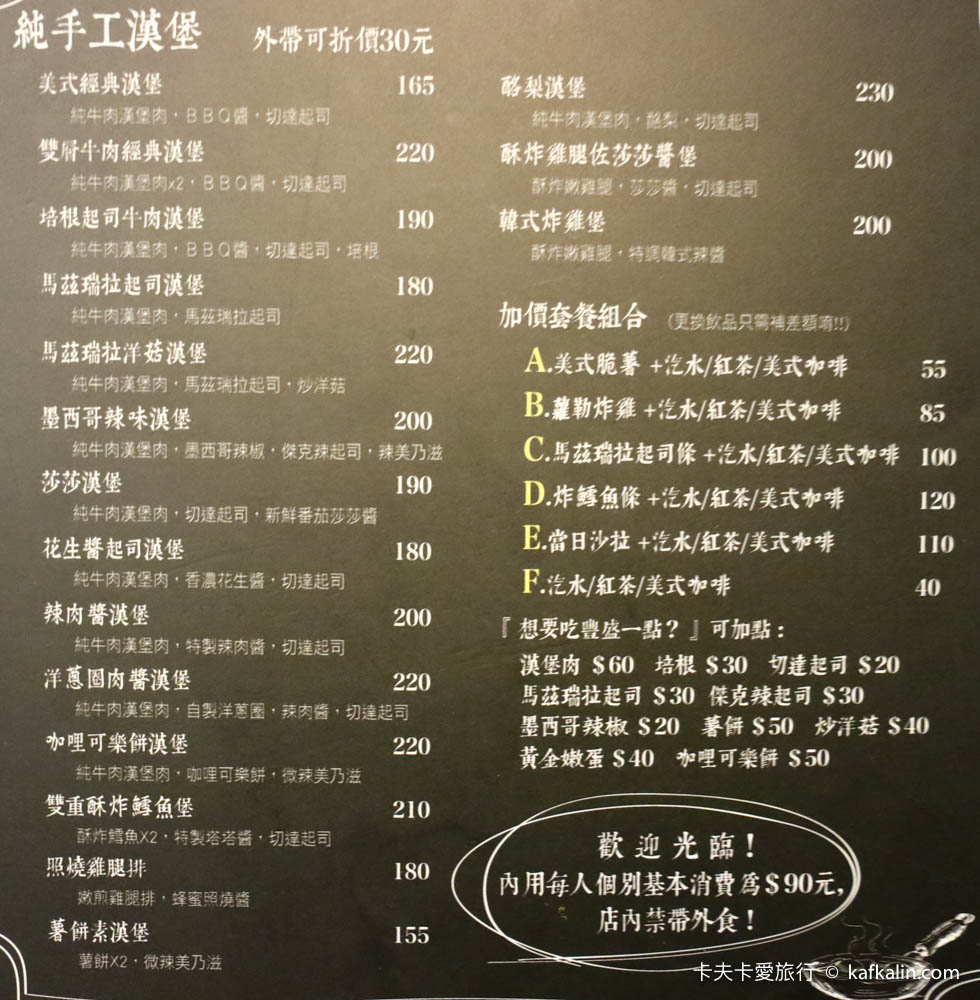 純手工漢堡 外帶可折價30元
美式經典漢堡 165
純牛肉漢堡肉，BBQ醬，切達起司
雙層牛肉經典漢堡 220
純牛肉漢堡肉x2，BBQ醬，切達起司
培根起司牛肉漢堡 190
純牛肉漢堡肉，BBQ醬，切達起司，培根
馬茲瑞拉起司漢堡 180
純牛肉漢堡肉，馬茲瑞拉起司
馬茲瑞拉洋菇漢堡 220
純牛肉漢堡肉，馬茲瑞拉起司，炒洋菇
墨西哥辣味漢堡 200
純牛肉漢堡肉，墨西哥辣椒，傑克辣起司，辣美乃滋
莎莎漢堡 190
純牛肉漢堡肉，切達起司，新鮮番茄莎莎醬
花生醬起司漢堡 180
純牛肉漢堡肉，香濃花生醬，切達起司
辣肉醬漢堡 200
純牛肉漢堡肉，特製辣肉醬，切達起司
洋蔥圈肉醬漢堡 220
純牛肉漢堡肉，自製洋蔥圈，辣肉醬，切達起司
咖哩可樂餅漢堡 220
純牛肉漢堡肉，咖哩可樂餅，微辣美乃滋
雙重酥炸鱈魚堡 210
酥炸鱈魚X2，特製塔塔醬，切達起司
照燒雞腿排 180
嫩煎雞腿排，蜂蜜照燒醬
薯餅素漢堡 155
薯餅X2，微辣美乃滋
酪梨漢堡 230
純牛肉漢堡肉，酪梨，切達起司
酥炸雞腿佐莎莎醬堡 200
酥炸嫩雞腿，莎莎醬，切達起司
韓式炸雞堡 200
酥炸嫩雞腿，特調韓式辣醬
加價套餐組合 (更換飲品只需補差額唷!!)
A.美式脆薯 +汽水/紅茶/美式咖啡 55
B.蘿勒炸雞 +汽水/紅茶/美式咖啡 85
C.馬茲瑞拉起司條 +汽水/紅茶/美式咖啡 100
D.炸鱈魚條 +汽水/紅茶/美式咖啡 120
E.當日沙拉 +汽水/紅茶/美式咖啡 110
F.汽水/紅茶/美式咖啡 40
『 想要吃豐盛一點？ 』可加點：
漢堡肉 $60 培根 $30 切達起司 $20
馬茲瑞拉起司 $30 傑克辣起司 $30
墨西哥辣椒 $20 薯餅 $50 炒洋菇 $40
黃金嫩蛋 $40 咖哩可樂餅 $50
歡迎光臨！
內用每人個別基本消費為$90元，
店內禁帶外食！
卡夫卡愛旅行 © kafkalin.com